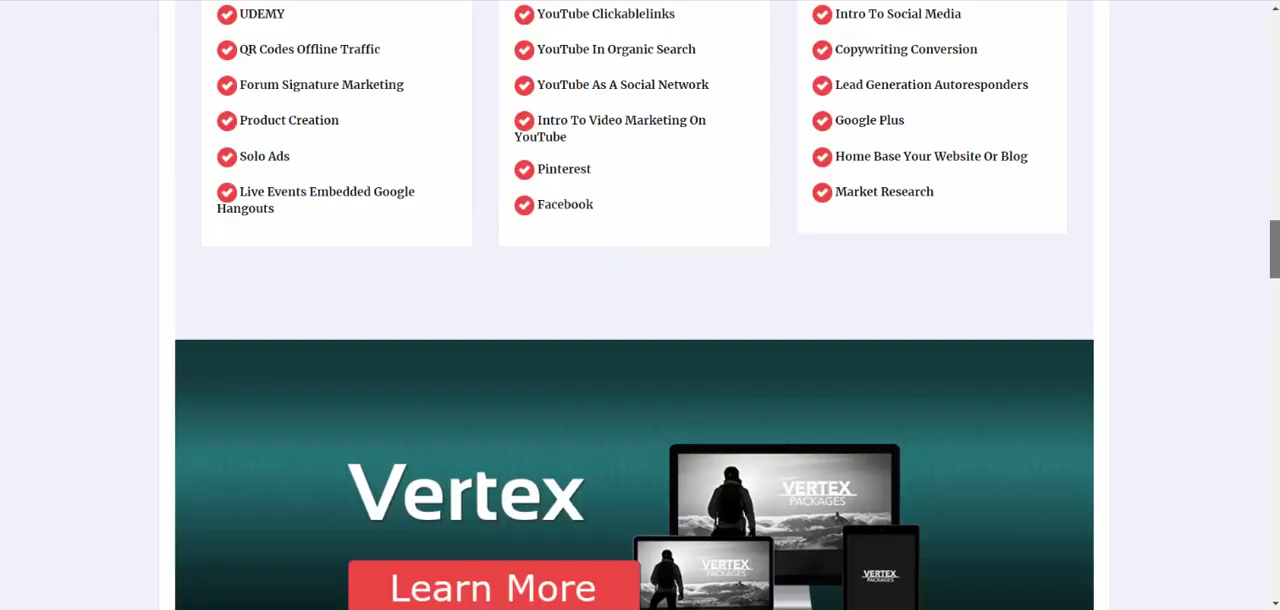 UDEMY
QR Codes Offline Traffic
Forum Signature Marketing
Product Creation
Solo Ads
Live Events Embedded Google
Hangouts
YouTube Clickablelinks
YouTube In Organic Search
YouTube As A Social Network
Intro To Video Marketing On
YouTube
Pinterest
Facebook
Intro To Social Media
Copywriting Conversion
Lead Generation Autoresponders
Google Plus
Home Base Your Website Or Blog
Market Research
Vertex
Learn More
VERTEX
PACKAGES
VERTEX
PACKAGES
VERTEX
PACKAGES